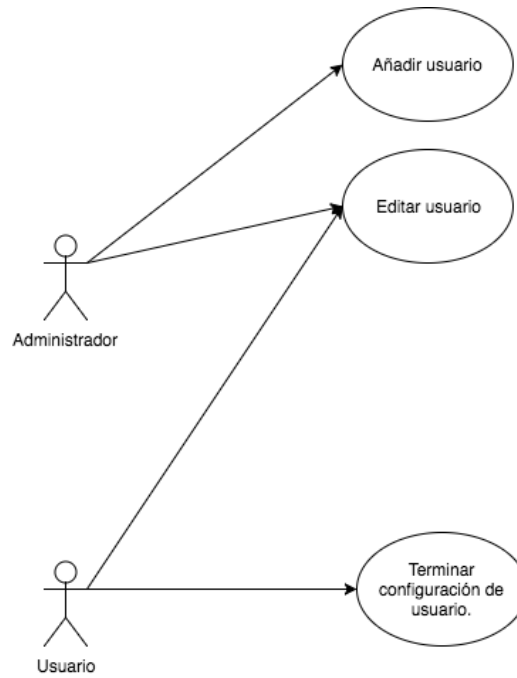 Añadir usuario
Editar usuario
Administrador
Terminar
configuración de
usuario.
Usuario